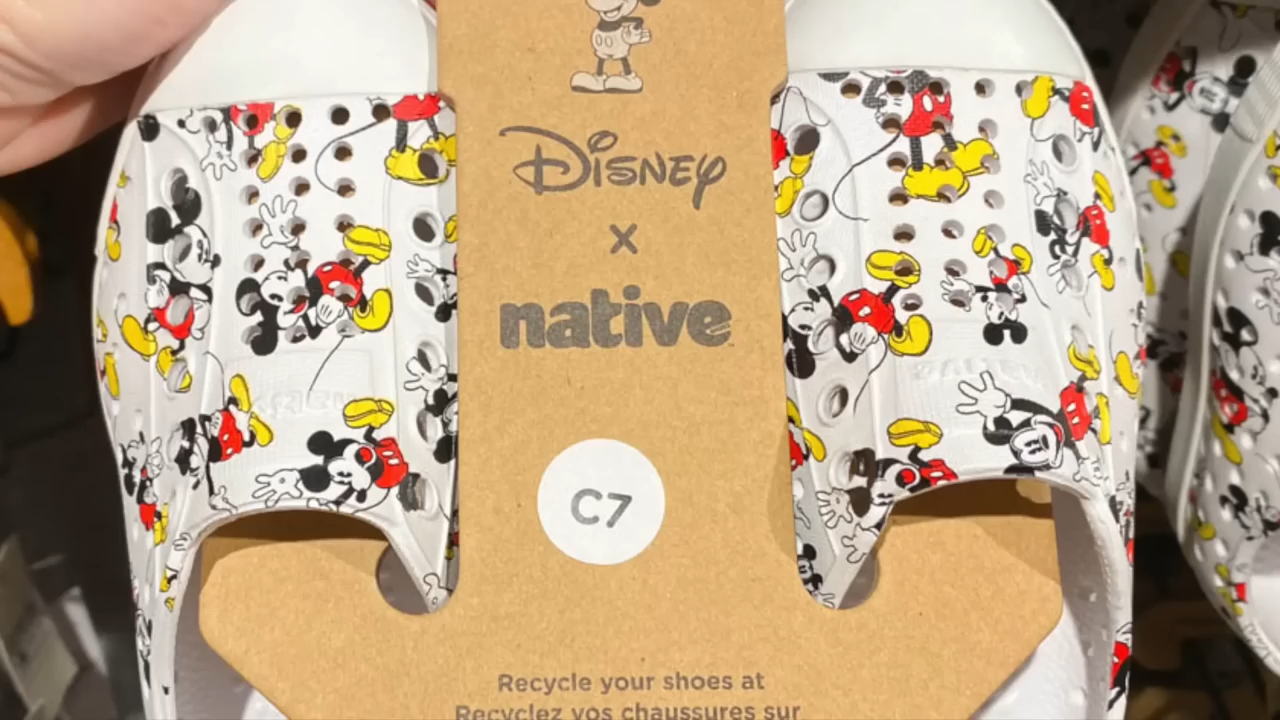 Disney
x
native
C7
Recycle your shoes at
Recyclez vos chaussures sur